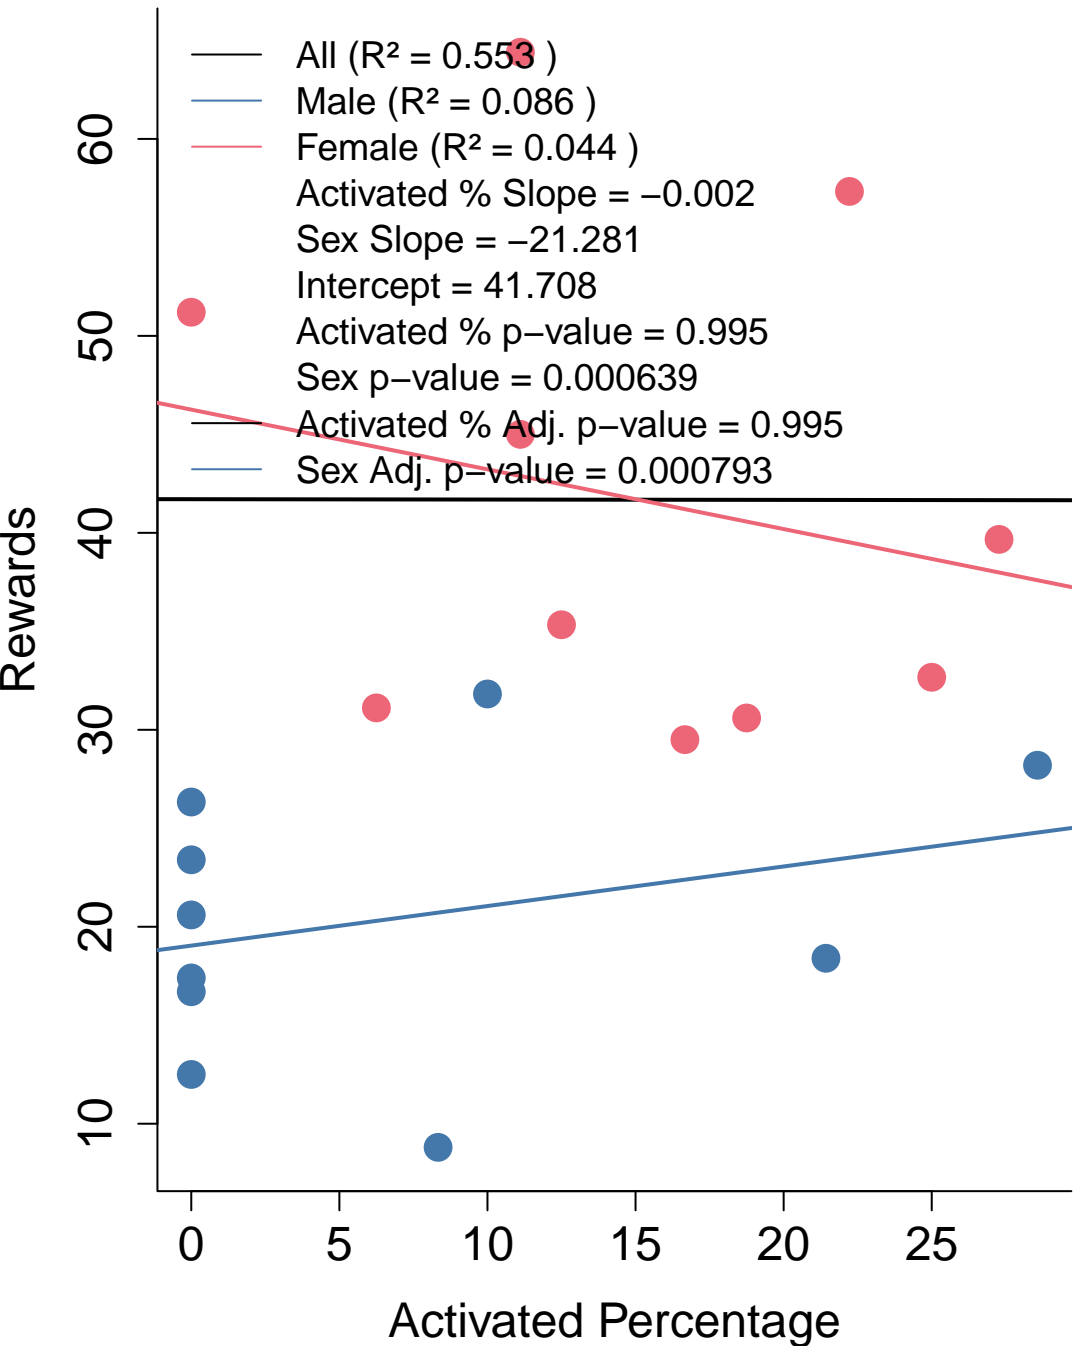 All (R² = 0.553 )
Male (R² = 0.086 )
Female (R² = 0.044 )
Activated % Slope = −0.002
Sex Slope = −21.281
Intercept = 41.708
Activated % p−value = 0.995
Sex p−value = 0.000639
Activated % Adj. p−value = 0.995
Sex Adj. p−value = 0.000793
Rewards
60
50
40
30
20
10
0 5 10 15 20 25
Activated Percentage